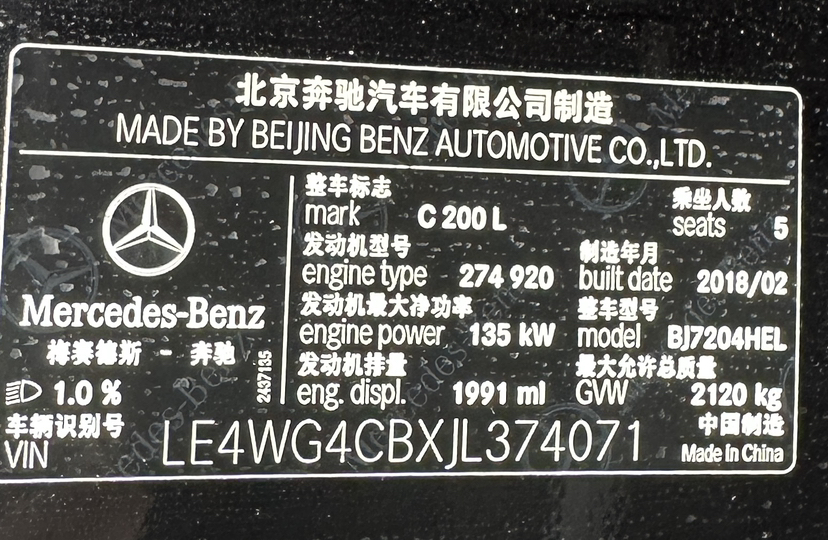 北京奔驰汽车有限公司制造
MADE BY BEIJING BENZ AUTOMOTIVE CO.,LTD.
整车标志 乘坐人数
mark C 200 L seats 5
发动机型号 制造年月
engine type 274 920 built date 2018/02
Mercedes-Benz 发动机最大净功率 整车型号
engine power 135 kW model BJ7204HEL
梅赛德斯 - 奔驰 发动机排量 最大允许总质量
1.0 % 2437135 eng. displ. 1991 ml GVW 2120 kg
车辆识别号 中国制造
VIN LE4WG4CBXJL374071 Made In China